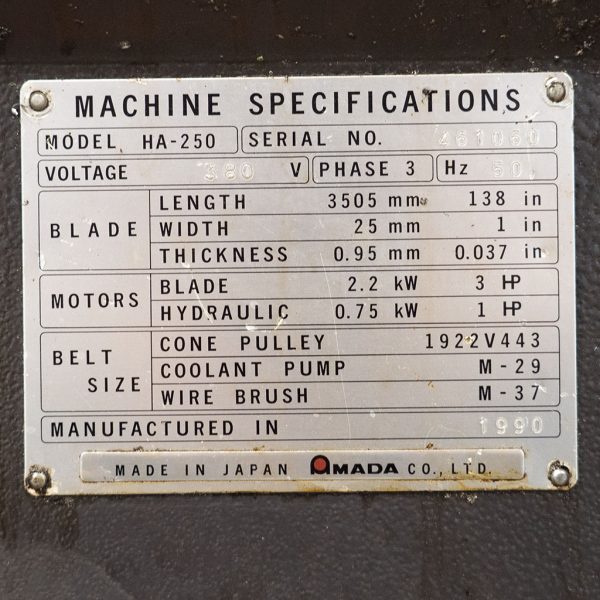 MACHINE SPECIFICATIONS
MODEL HA-250 SERIAL NO. 461060
VOLTAGE 380 V PHASE 3 Hz 50
BLADE LENGTH 3505 mm 138 in
WIDTH 25 mm 1 in
THICKNESS 0.95 mm 0.037 in
MOTORS BLADE 2.2 kW 3 HP
HYDRAULIC 0.75 kW 1 HP
BELT SIZE CONE PULLEY 1922V443
COOLANT PUMP M-29
WIRE BRUSH M-37
MANUFACTURED IN 1990
MADE IN JAPAN AMADA CO., LTD.